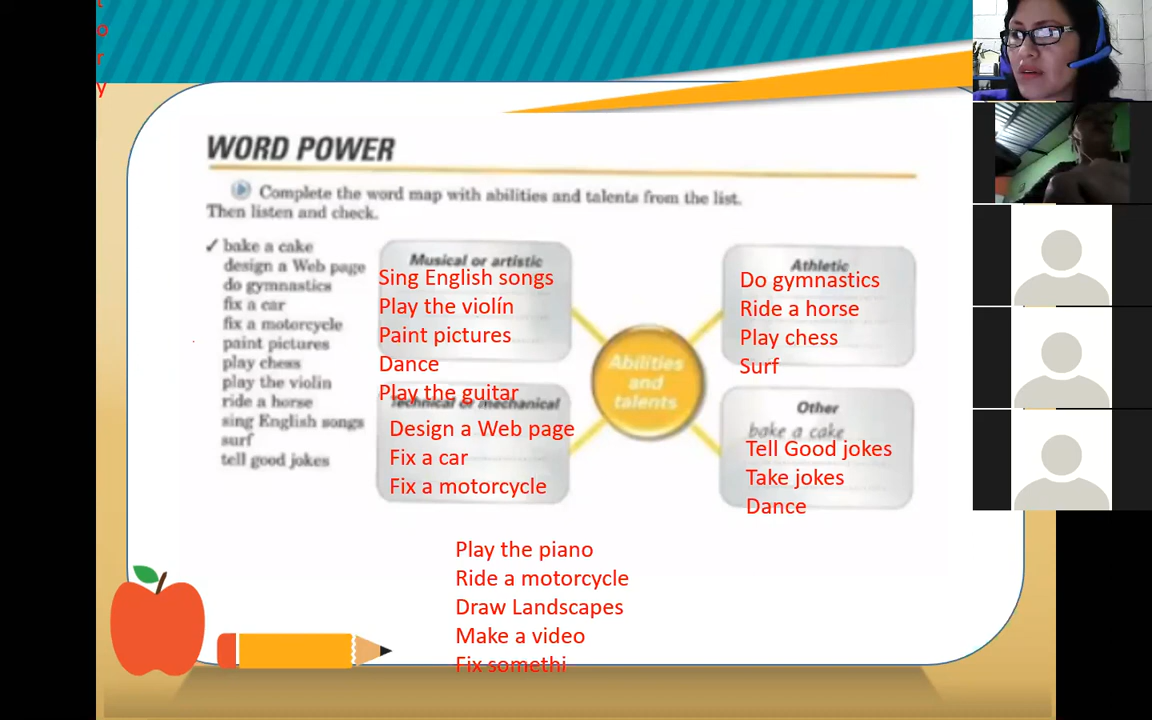 t
o
r
y
WORD POWER
Complete the word map with abilities and talents from the list.
Then listen and check.
✓ bake a cake
design a Web page
do gymnastics
fix a car
fix a motorcycle
paint pictures
play chess
play the violin
ride a horse
sing English songs
surf
tell good jokes
Musical or artistic
Sing English songs
Play the violín
Paint pictures
Dance
Play the guitar
Technical or mechanical
Design a Web page
Fix a car
Fix a motorcycle
Abilities
and
talents
Athletic
Do gymnastics
Ride a horse
Play chess
Surf
Other
bake a cake
Tell Good jokes
Take jokes
Dance
Play the piano
Ride a motorcycle
Draw Landscapes
Make a video
Fix somethi